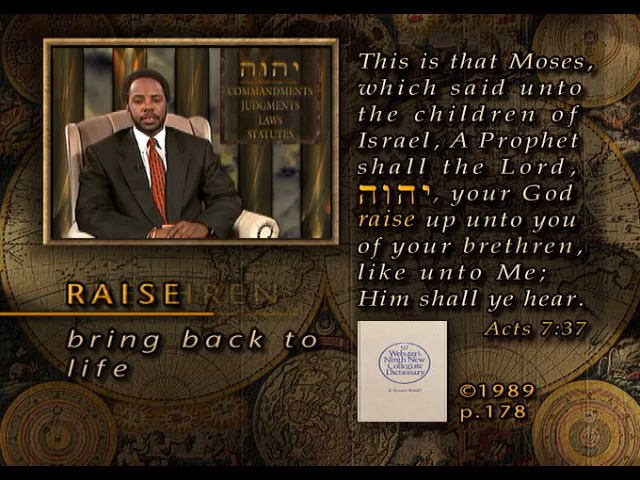 יהוה
COMMANDMENTS
JUDGMENTS
LAWS
STATUTES
This is that Moses,
which said unto
the children of
Israel, A Prophet
shall the Lord,
יהוה, your God
raise up unto you
of your brethren,
like unto Me;
Him shall ye hear.
Acts 7:37
RAISE
bring back to
life
Webster's
Ninth New
Collegiate
Dictionary
©1989
p.178